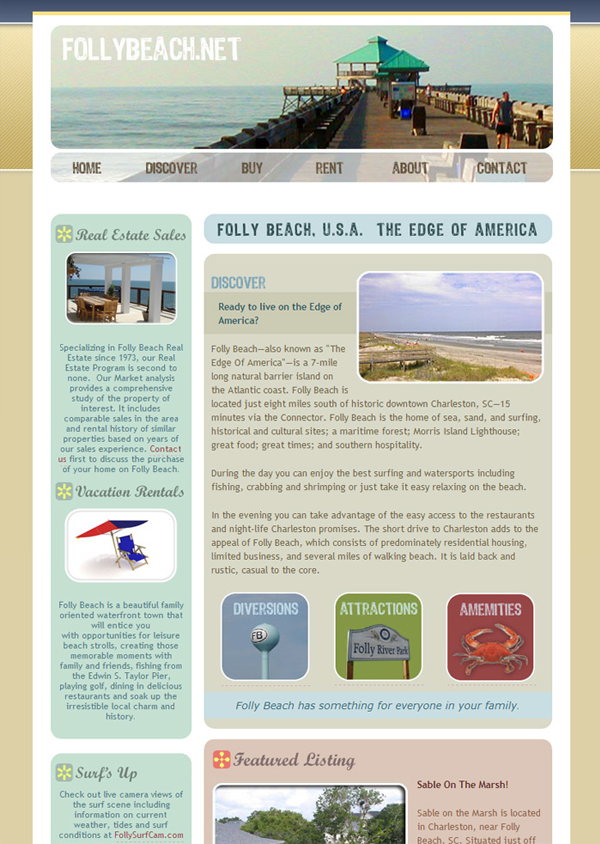 FOLLYBEACH.NET
HOME DISCOVER BUY RENT ABOUT CONTACT
Real Estate Sales
Specializing in Folly Beach Real
Estate since 1973, our Real
Estate Program is second to
none. Our Market analysis
provides a comprehensive
study of the property of
interest. It includes
comparable sales in the area
and rental history of similar
properties based on years of
our sales experience. Contact
us first to discuss the purchase
of your home on Folly Beach.
Vacation Rentals
Folly Beach is a beautiful family
oriented waterfront town that
will entice you
with opportunities for leisure
beach strolls, creating those
memorable moments with
family and friends, fishing from
the Edwin S. Taylor Pier,
playing golf, dining in delicious
restaurants and soak up the
irresistible local charm and
history.
Surf's Up
Check out live camera views of
the surf scene including
information on current
weather, tides and surf
conditions at FollySurfCam.com
FOLLY BEACH, U.S.A. THE EDGE OF AMERICA
DISCOVER
Ready to live on the Edge of
America?
Folly Beach—also known as "The
Edge Of America"—is a 7-mile
long natural barrier island on
the Atlantic coast. Folly Beach is
located just eight miles south of historic downtown Charleston, SC—15
minutes via the Connector. Folly Beach is the home of sea, sand, and surfing,
historical and cultural sites; a maritime forest; Morris Island Lighthouse;
great food; great times; and southern hospitality.
During the day you can enjoy the best surfing and watersports including
fishing, crabbing and shrimping or just take it easy relaxing on the beach.
In the evening you can take advantage of the easy access to the restaurants
and night-life Charleston promises. The short drive to Charleston adds to the
appeal of Folly Beach, which consists of predominately residential housing,
limited business, and several miles of walking beach. It is laid back and
rustic, casual to the core.
DIVERSIONS
FB
ATTRACTIONS
Folly River Park
AMEMITIES
Folly Beach has something for everyone in your family.
Featured Listing
Sable On The Marsh!
Sable on the Marsh is located
in Charleston, near Folly
Beach, SC. Situated just off